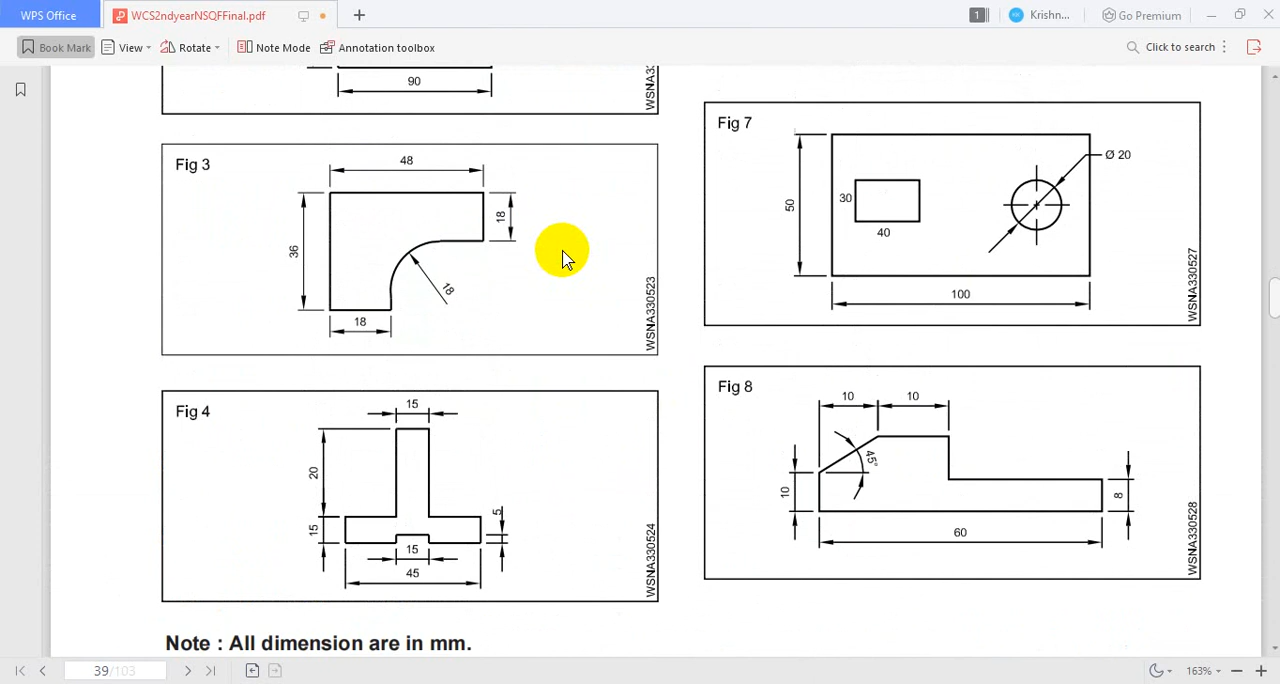 WPS Office
WCS2ndyearNSQFFinal.pdf
1
Krishn...
Go Premium
Book Mark
View
Rotate
Note Mode
Annotation toolbox
Click to search
90
Fig 3
48
36
18
18
18
WSNA330523
Fig 4
15
20
15
5
15
45
WSNA330524
Note : All dimension are in mm.
Fig 7
Ø 20
50
30
40
100
WSNA330527
Fig 8
10
10
45°
10
8
60
WSNA330528
39/103
163%